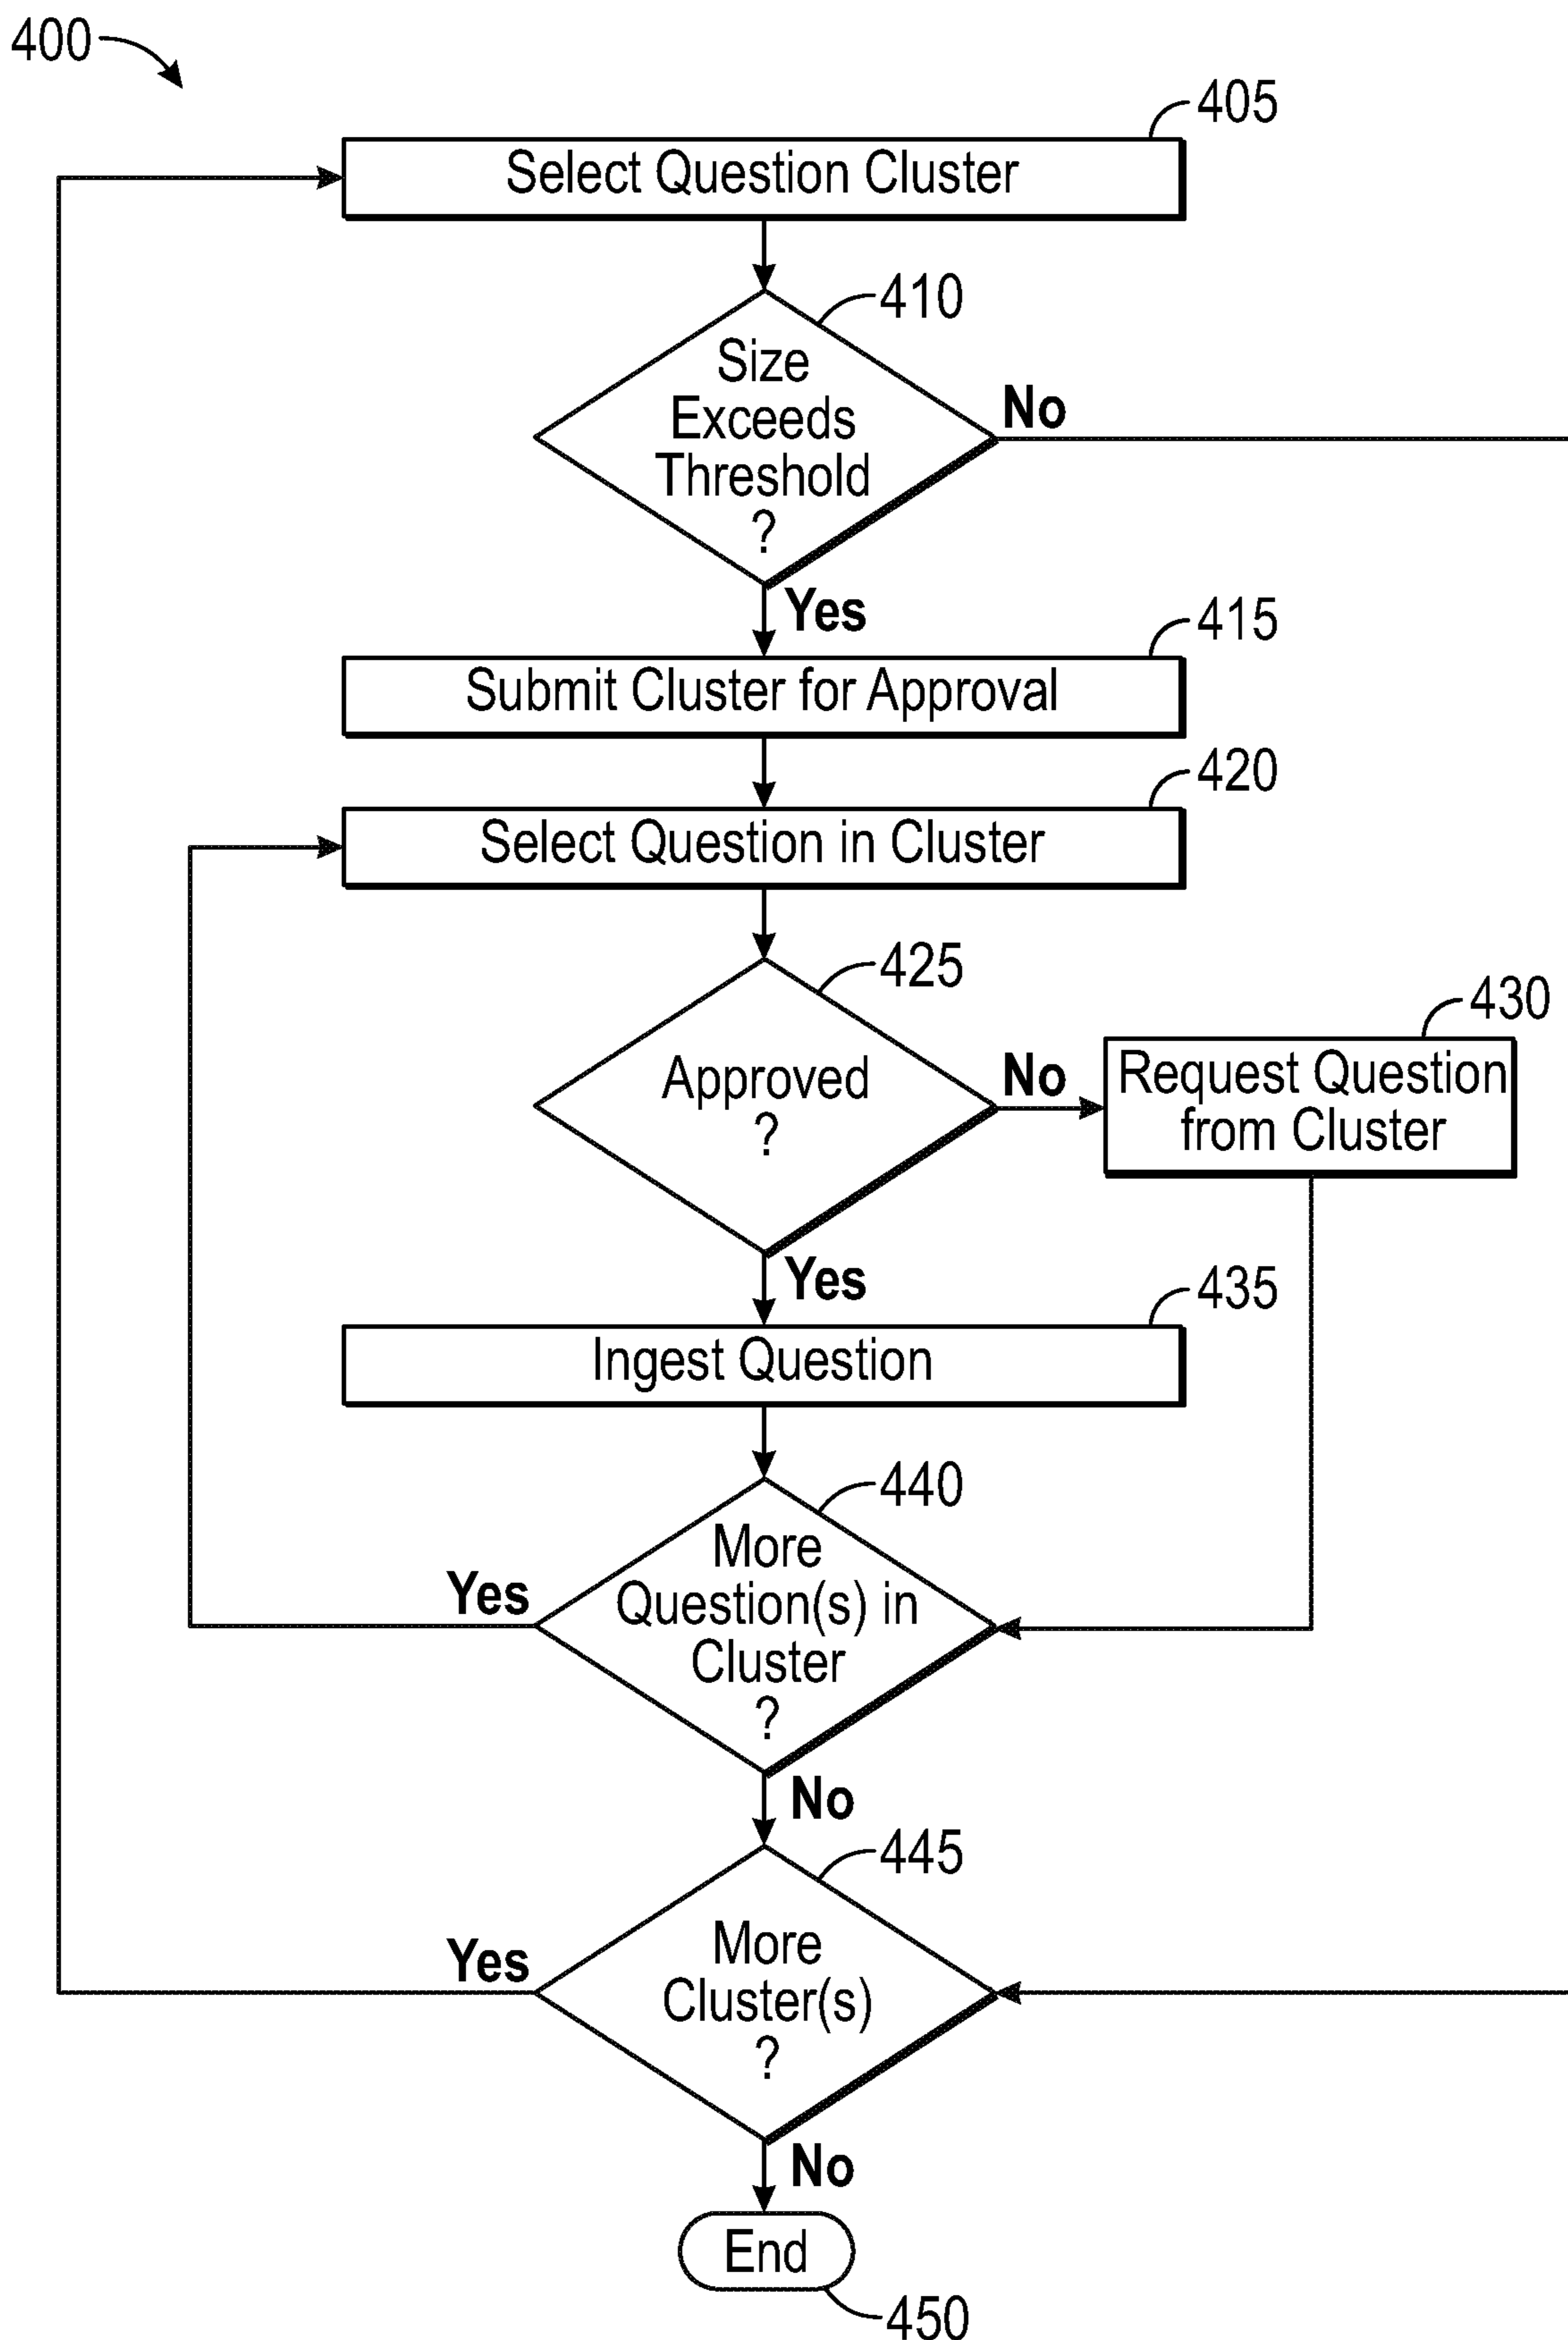 400
405
Select Question Cluster
410
Size
Exceeds
Threshold
?
No
Yes
415
Submit Cluster for Approval
420
Select Question in Cluster
425
Approved
?
No
430
Request Question
from Cluster
Yes
435
Ingest Question
440
More
Question(s) in
Cluster
?
Yes
No
445
More
Cluster(s)
?
Yes
No
End
450